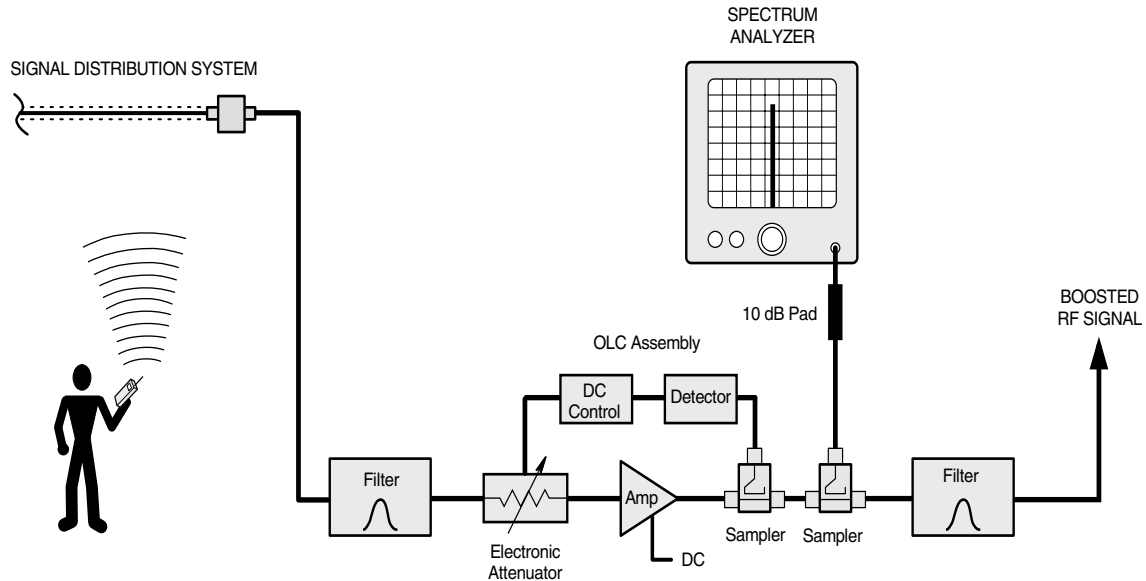 SPECTRUM
ANALYZER
SIGNAL DISTRIBUTION SYSTEM
10 dB Pad
BOOSTED
RF SIGNAL
OLC Assembly
DC
Control
Detector
Filter
Amp
Filter
Sampler
Sampler
Electronic
Attenuator
DC